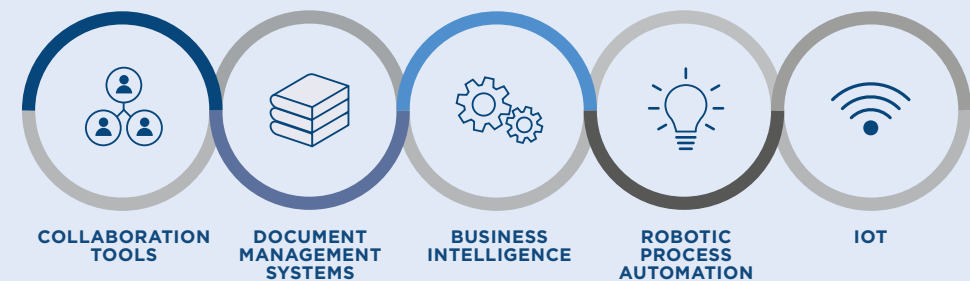 COLLABORATION
TOOLS
DOCUMENT
MANAGEMENT
SYSTEMS
BUSINESS
INTELLIGENCE
ROBOTIC
PROCESS
AUTOMATION
IOT